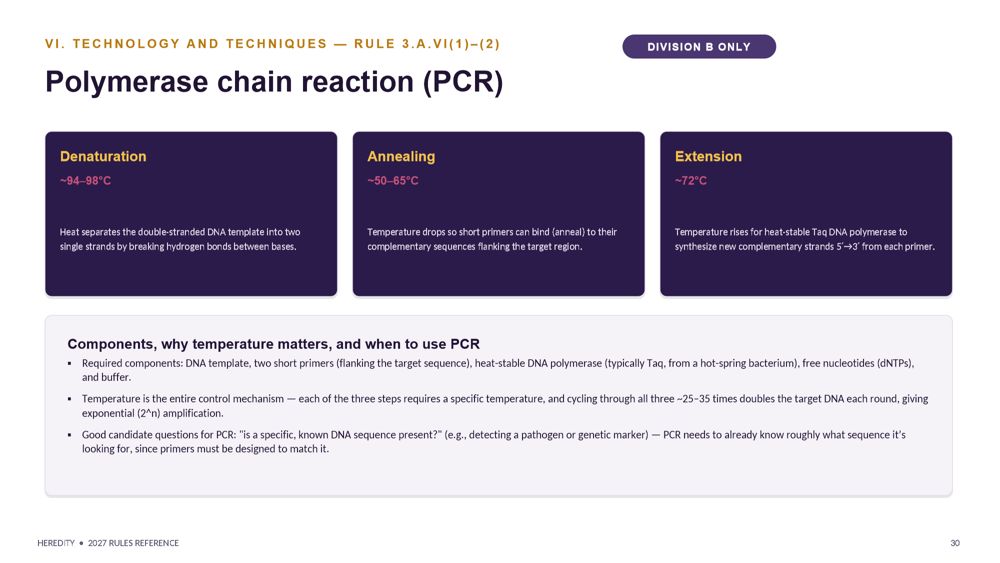 VI. TECHNOLOGY AND TECHNIQUES — RULE 3.A.VI(1)–(2)
DIVISION B ONLY
Polymerase chain reaction (PCR)
Denaturation
~94–98°C
Heat separates the double-stranded DNA template into two
single strands by breaking hydrogen bonds between bases.
Annealing
~50–65°C
Temperature drops so short primers can bind (anneal) to their
complementary sequences flanking the target region.
Extension
~72°C
Temperature rises for heat-stable Taq DNA polymerase to
synthesize new complementary strands 5′→3′ from each primer.
Components, why temperature matters, and when to use PCR
▪ Required components: DNA template, two short primers (flanking the target sequence), heat-stable DNA polymerase (typically Taq, from a hot-spring bacterium), free nucleotides (dNTPs),
and buffer.
▪ Temperature is the entire control mechanism — each of the three steps requires a specific temperature, and cycling through all three ~25–35 times doubles the target DNA each round, giving
exponential (2^n) amplification.
▪ Good candidate questions for PCR: "is a specific, known DNA sequence present?" (e.g., detecting a pathogen or genetic marker) — PCR needs to already know roughly what sequence it's
looking for, since primers must be designed to match it.
HEREDITY • 2027 RULES REFERENCE
30